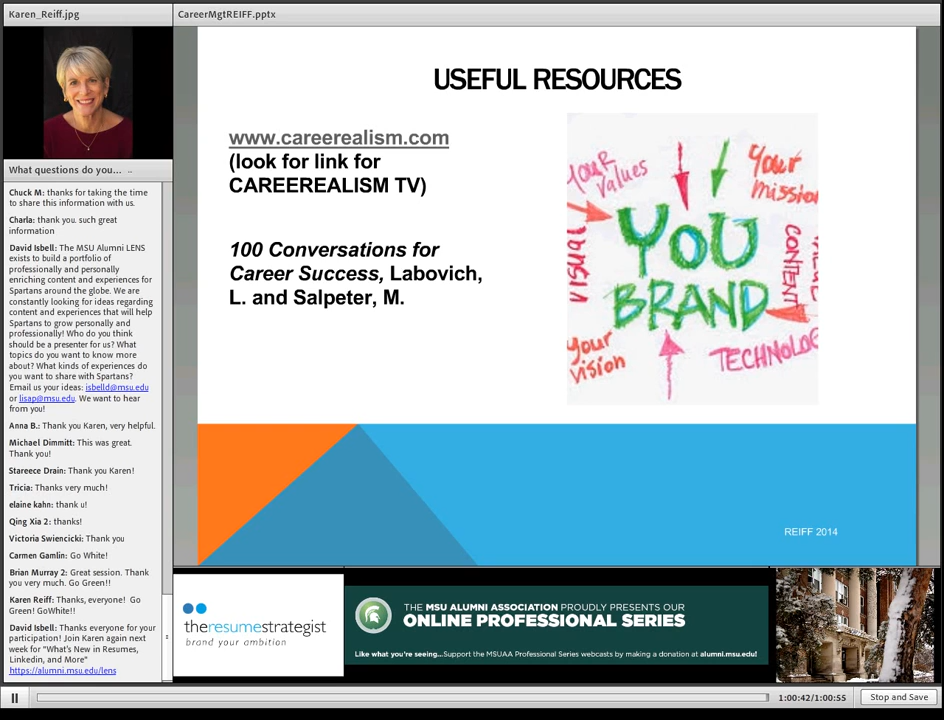 Karen_Reiff.jpg
CareerMgtREIFF.pptx
What questions do you... ..
Chuck M: thanks for taking the time
to share this information with us.
Charla: thank you. such great
information
David Isbell: The MSU Alumni LENS
exists to build a portfolio of
professionally and personally
enriching content and experiences for
Spartans around the globe. We are
constantly looking for ideas regarding
content and experiences that will help
Spartans to grow personally and
professionally! Who do you think
should be a presenter for us? What
topics do you want to know more
about? What kinds of experiences do
you want to share with Spartans?
Email us your ideas: isbelld@msu.edu
or lisap@msu.edu. We want to hear
from you!
Anna B.: Thank you Karen, very helpful.
Michael Dimmitt: This was great.
Thank you!
Stareece Drain: Thank you Karen!
Tricia: Thanks very much!
elaine kahn: thank u!
Qing Xia 2: thanks!
Victoria Swiencicki: Thank you
Carmen Gamlin: Go White!
Brian Murray 2: Great session. Thank
you very much. Go Green!!
Karen Reiff: Thanks, everyone! Go
Green! GoWhite!!
David Isbell: Thanks everyone for your
participation! Join Karen again next
week for "What's New in Resumes,
Linkedin, and More"
https://alumni.msu.edu/lens
USEFUL RESOURCES
www.careerealism.com
(look for link for
CAREEREALISM TV)
100 Conversations for
Career Success, Labovich,
L. and Salpeter, M.
YOUR
Values
Your
mission
VISUAL
YOU
BRAND
CONTENT
Your
vision
TECHNOLOG
REIFF 2014
theresumestrategist
brand your ambition
THE MSU ALUMNI ASSOCIATION PROUDLY PRESENTS OUR
ONLINE PROFESSIONAL SERIES
Like what you're seeing...Support the MSUAA Professional Series webcasts by making a donation at alumni.msu.edu!
1:00:42/1:00:55
Stop and Save